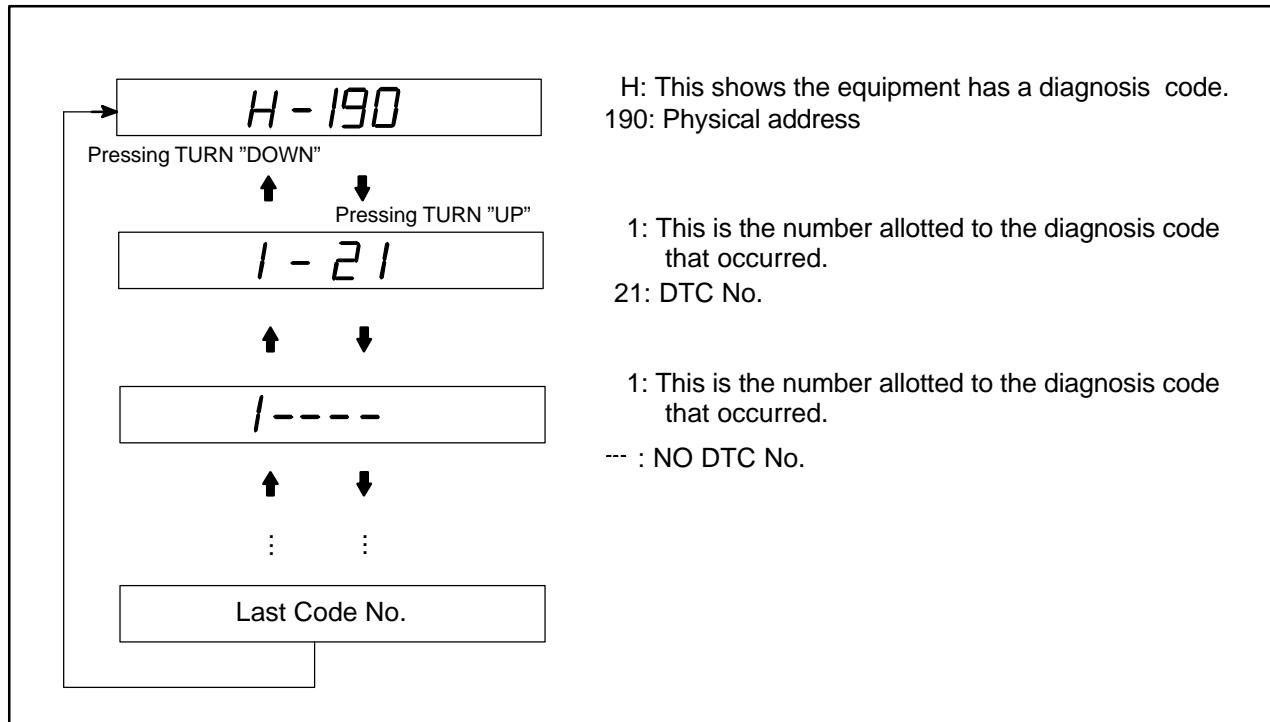 H-190
H: This shows the equipment has a diagnosis code.
190: Physical address
Pressing TURN ”DOWN”
Pressing TURN ”UP”
1-21
1: This is the number allotted to the diagnosis code
that occurred.
21: DTC No.
1----
1: This is the number allotted to the diagnosis code
that occurred.
--- : NO DTC No.
Last Code No.